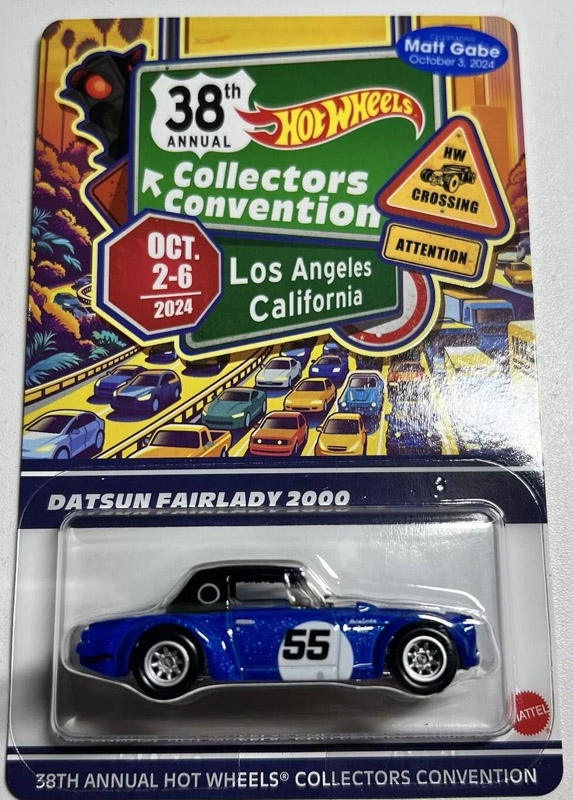 CELEBRATING
Matt Gabe
October 3, 2024
38th
ANNUAL
HOT WHEELS
Collectors
Convention
HW
CROSSING
ATTENTION
OCT.
2-6
2024
Los Angeles
California
DATSUN FAIRLADY 2000
55
MATTEL
38TH ANNUAL HOT WHEELS® COLLECTORS CONVENTION